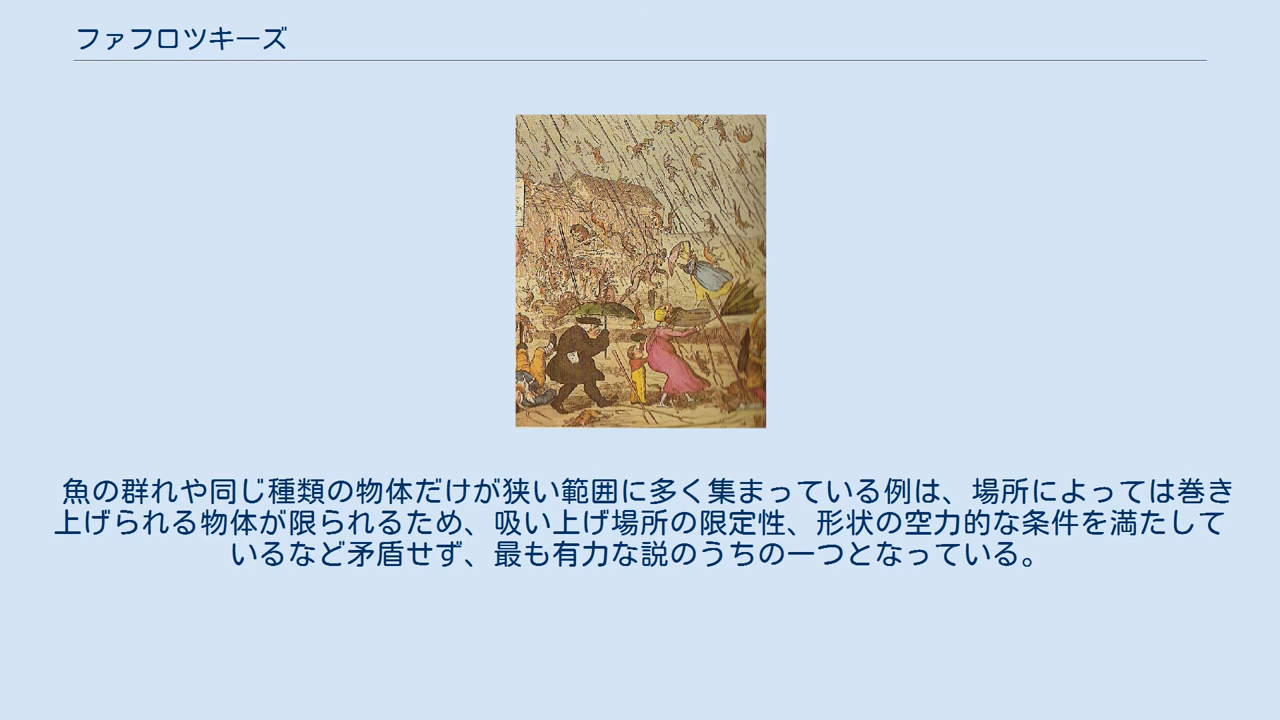 ファフロツキーズ
魚の群れや同じ種類の物体だけが狭い範囲に多く集まっている例は、場所によっては巻き
上げられる物体が限られるため、吸い上げ場所の限定性、形状の空力的な条件を満たして
いるなど矛盾せず、最も有力な説のうちの一つとなっている。